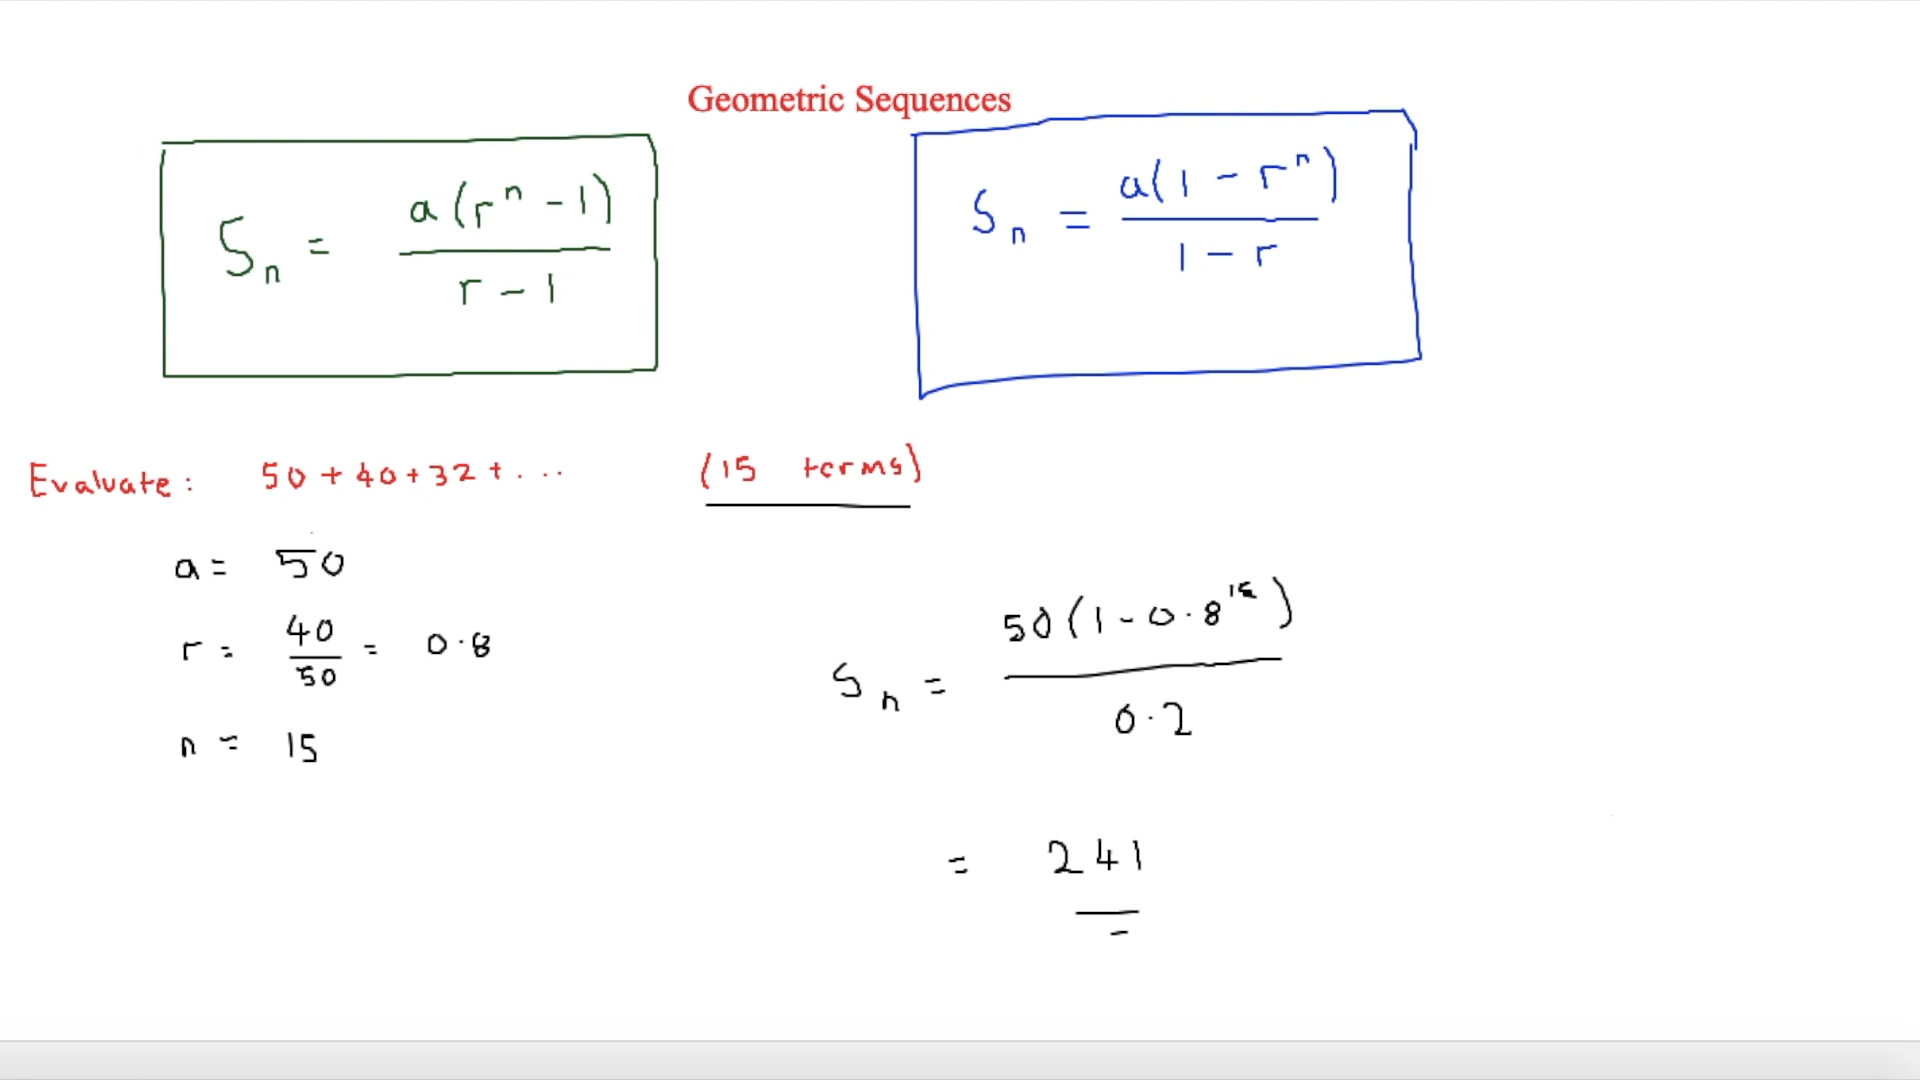 Geometric Sequences
Sn = a(r^n - 1) / r - 1
Sn = a(1 - r^n) / 1 - r
Evaluate: 50 + 40 + 32 + ... (15 terms)
a = 50
r = 40/50 = 0.8
n = 15
Sn = 50(1 - 0.8^15) / 0.2
= 241